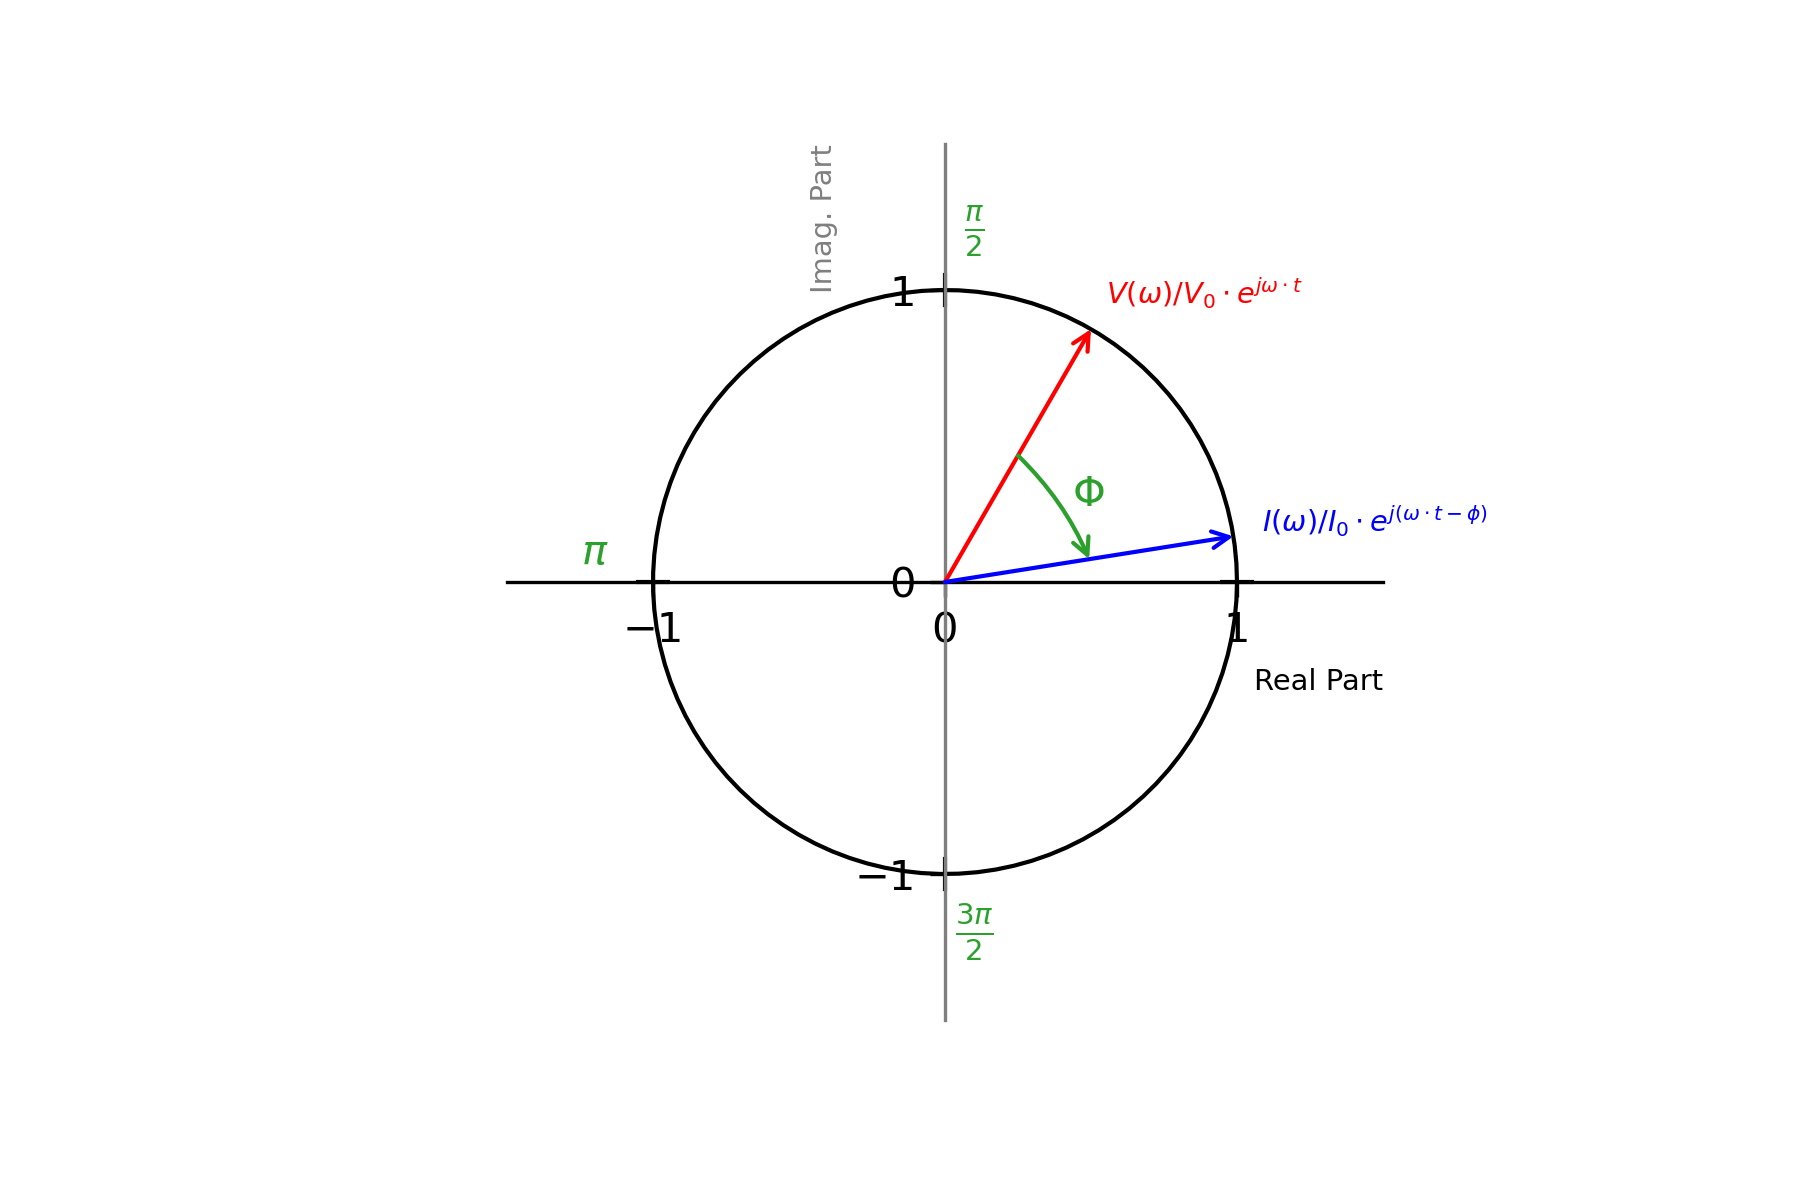 Imag. Part
π/2
1
V(ω)/V₀ · e^{jω · t}
Φ
I(ω)/I₀ · e^{j(ω · t − ϕ)}
π
0
−1
0
1
Real Part
−1
3π/2